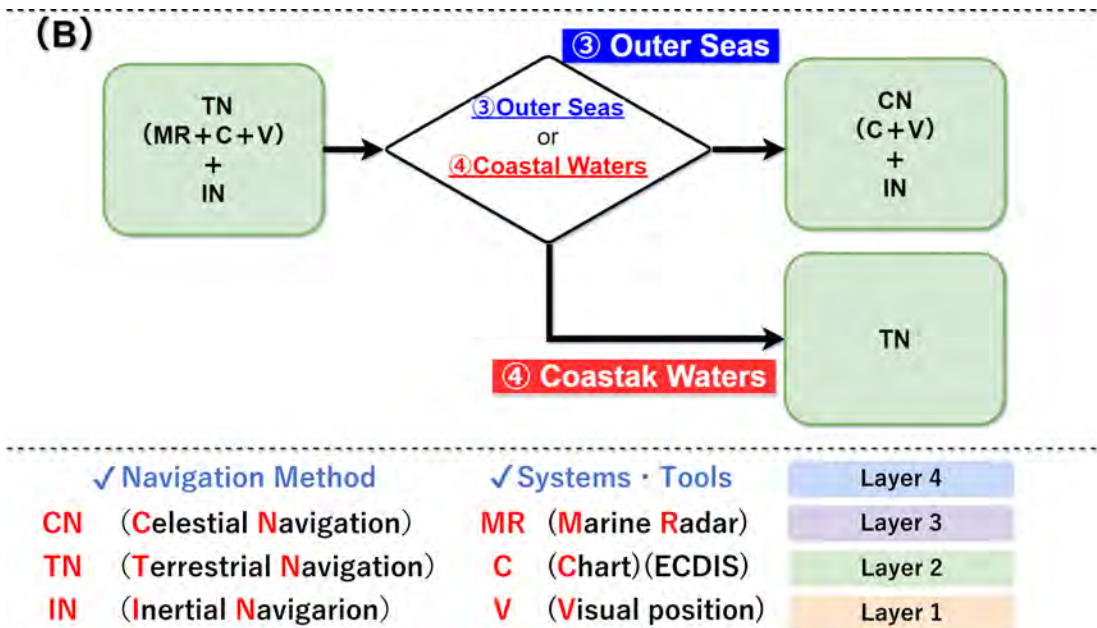 (B)
③ Outer Seas
TN
(MR+C+V)
+
IN
③Outer Seas
or
④Coastal Waters
CN
(C+V)
+
IN
TN
④ Coastak Waters
✓ Navigation Method
CN (Celestial Navigation)
TN (Terrestrial Navigation)
IN (Inertial Navigarion)
✓ Systems・Tools
MR (Marine Radar)
C (Chart)(ECDIS)
V (Visual position)
Layer 4
Layer 3
Layer 2
Layer 1